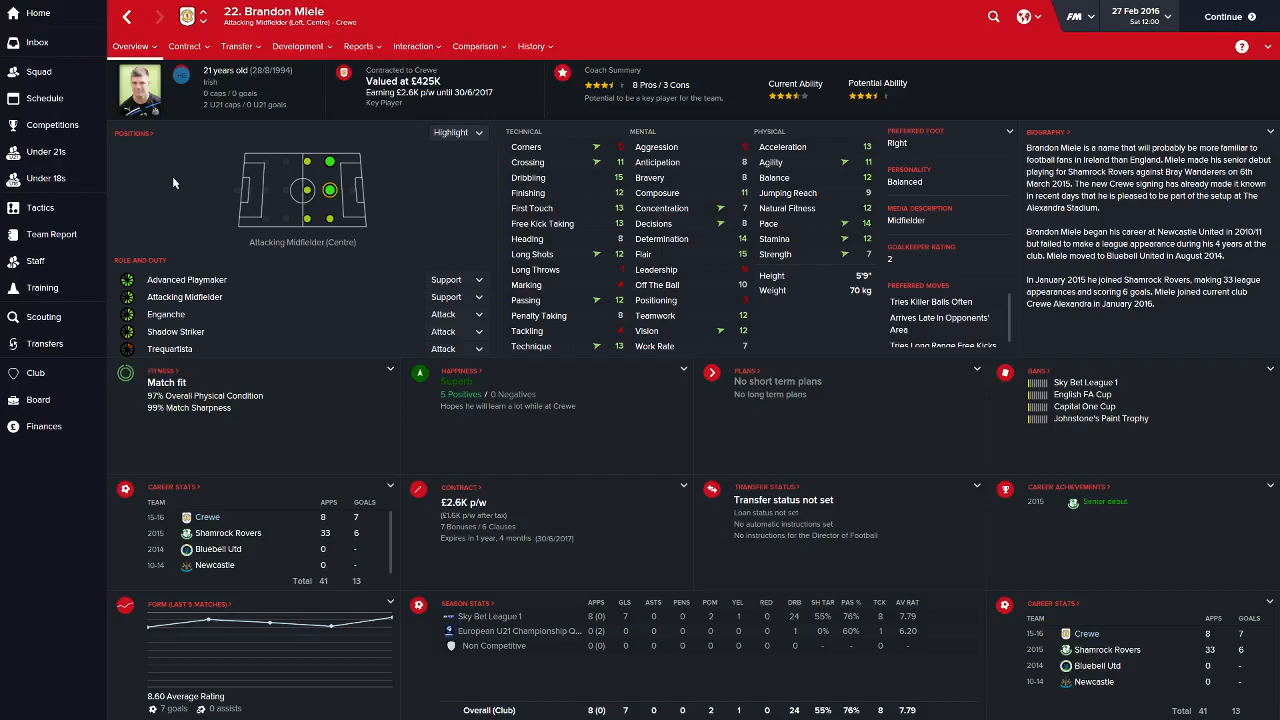 Home
Inbox
Squad
Schedule
Competitions
Under 21s
Under 18s
Tactics
Team Report
Staff
Training
Scouting
Transfers
Club
Board
Finances
22. Brandon Miele
Attacking Midfielder (Left, Centre) - Crewe
FM
27 Feb 2016
Sat 12:00
Continue
Overview Contract Transfer Development Reports Interaction Comparison History
?
HG
21 years old (28/8/1994)
Irish
0 caps / 0 goals
2 U21 caps / 0 U21 goals
Contracted to Crewe
Valued at £425K
Earning £2.6K p/w until 30/6/2017
Key Player
Coach Summary
8 Pros / 3 Cons
Potential to be a key player for the team.
Current Ability
Potential Ability
POSITIONS >
Highlight
Attacking Midfielder (Centre)
ROLE AND DUTY
Advanced Playmaker Support
Attacking Midfielder Support
Enganche Attack
Shadow Striker Attack
Trequartista Attack
TECHNICAL
Corners 5
Crossing 11
Dribbling 15
Finishing 12
First Touch 13
Free Kick Taking 13
Heading 8
Long Shots 12
Long Throws 1
Marking 4
Passing 12
Penalty Taking 8
Tackling 4
Technique 13
MENTAL
Aggression
Anticipation 8
Bravery 8
Composure 11
Concentration 7
Decisions 8
Determination 14
Flair 15
Leadership
Off The Ball 10
Positioning 3
Teamwork 12
Vision 12
Work Rate 7
PHYSICAL
Acceleration 13
Agility 11
Balance 12
Jumping Reach 9
Natural Fitness 12
Pace 14
Stamina 12
Strength 7
Height 5'9"
Weight 70 kg
PREFERRED FOOT
Right
PERSONALITY
Balanced
MEDIA DESCRIPTION
Midfielder
GOALKEEPER RATING
2
PREFERRED MOVES
Tries Killer Balls Often
Arrives Late In Opponents'
Area
Tries Long Range Free Kicks
BIOGRAPHY >
Brandon Miele is a name that will probably be more familiar to
football fans in Ireland than England. Miele made his senior debut
playing for Shamrock Rovers against Bray Wanderers on 6th
March 2015. The new Crewe signing has already made it known
in recent days that he is pleased to be part of the setup at The
Alexandra Stadium.
Brandon Miele began his career at Newcastle United in 2010/11
but failed to make a league appearance during his 4 years at the
club. Miele moved to Bluebell United in August 2014.
In January 2015 he joined Shamrock Rovers, making 33 league
appearances and scoring 6 goals. Miele joined current club
Crewe Alexandra in January 2016.
FITNESS >
Match fit
97% Overall Physical Condition
99% Match Sharpness
HAPPINESS >
Superb
5 Positives / 0 Negatives
Hopes he will learn a lot while at Crewe
PLANS >
No short term plans
No long term plans
BANS >
Sky Bet League 1
English FA Cup
Capital One Cup
Johnstone's Paint Trophy
CAREER STATS >
TEAM APPS GOALS
15-16 Crewe 8 7
2015 Shamrock Rovers 33 6
2014 Bluebell Utd 0 -
10-14 Newcastle 0 -
Total 41 13
CONTRACT >
£2.6K p/w
(£1.6K p/w after tax)
7 Bonuses / 6 Clauses
Expires in 1 year, 4 months (30/6/2017)
TRANSFER STATUS >
Transfer status not set
Loan status not set
No automatic instructions set
No instructions for the Director of Football
CAREER ACHIEVEMENTS >
2015 Senior debut
FORM (LAST 5 MATCHES) >
8.60 Average Rating
7 goals 0 assists
SEASON STATS > APPS GLS ASTS PENS POM YEL RED DRB SH TAR PAS % TCK AV RAT
Sky Bet League 1 8 (0) 7 0 0 2 1 0 24 55% 76% 8 7.79
European U21 Championship Q... 0 (2) 0 0 0 0 0 0 1 0% 60% 1 6.20
Non Competitive 0 (0) 0 0 0 0 0 0 0 - - 0 -
Overall (Club) 8 (0) 7 0 0 2 1 0 24 55% 76% 8 7.79
CAREER STATS >
TEAM APPS GOALS
15-16 Crewe 8 7
2015 Shamrock Rovers 33 6
2014 Bluebell Utd 0 -
10-14 Newcastle 0 -
Total 41 13